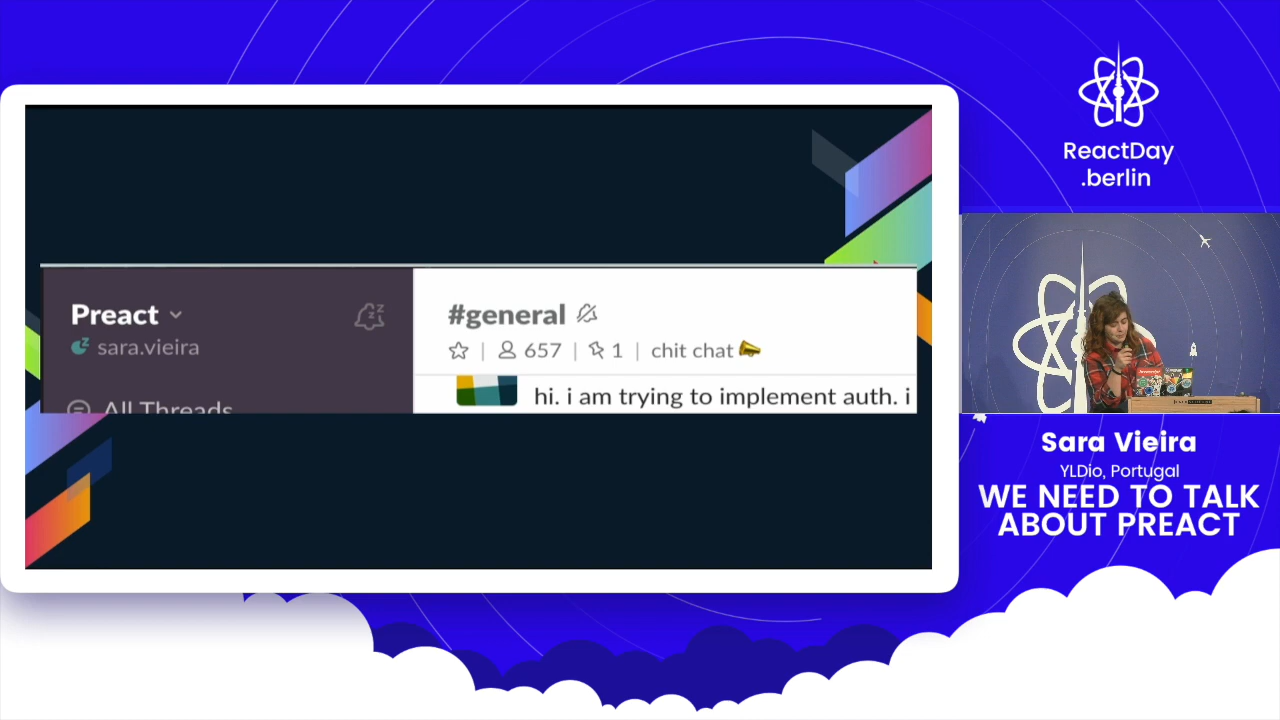 Preact
sara.vieira
All Threads
#general
657 | 1 | chit chat
hi. i am trying to implement auth. i
ReactDay
.berlin
Sara Vieira
YLDio, Portugal
WE NEED TO TALK
ABOUT PREACT